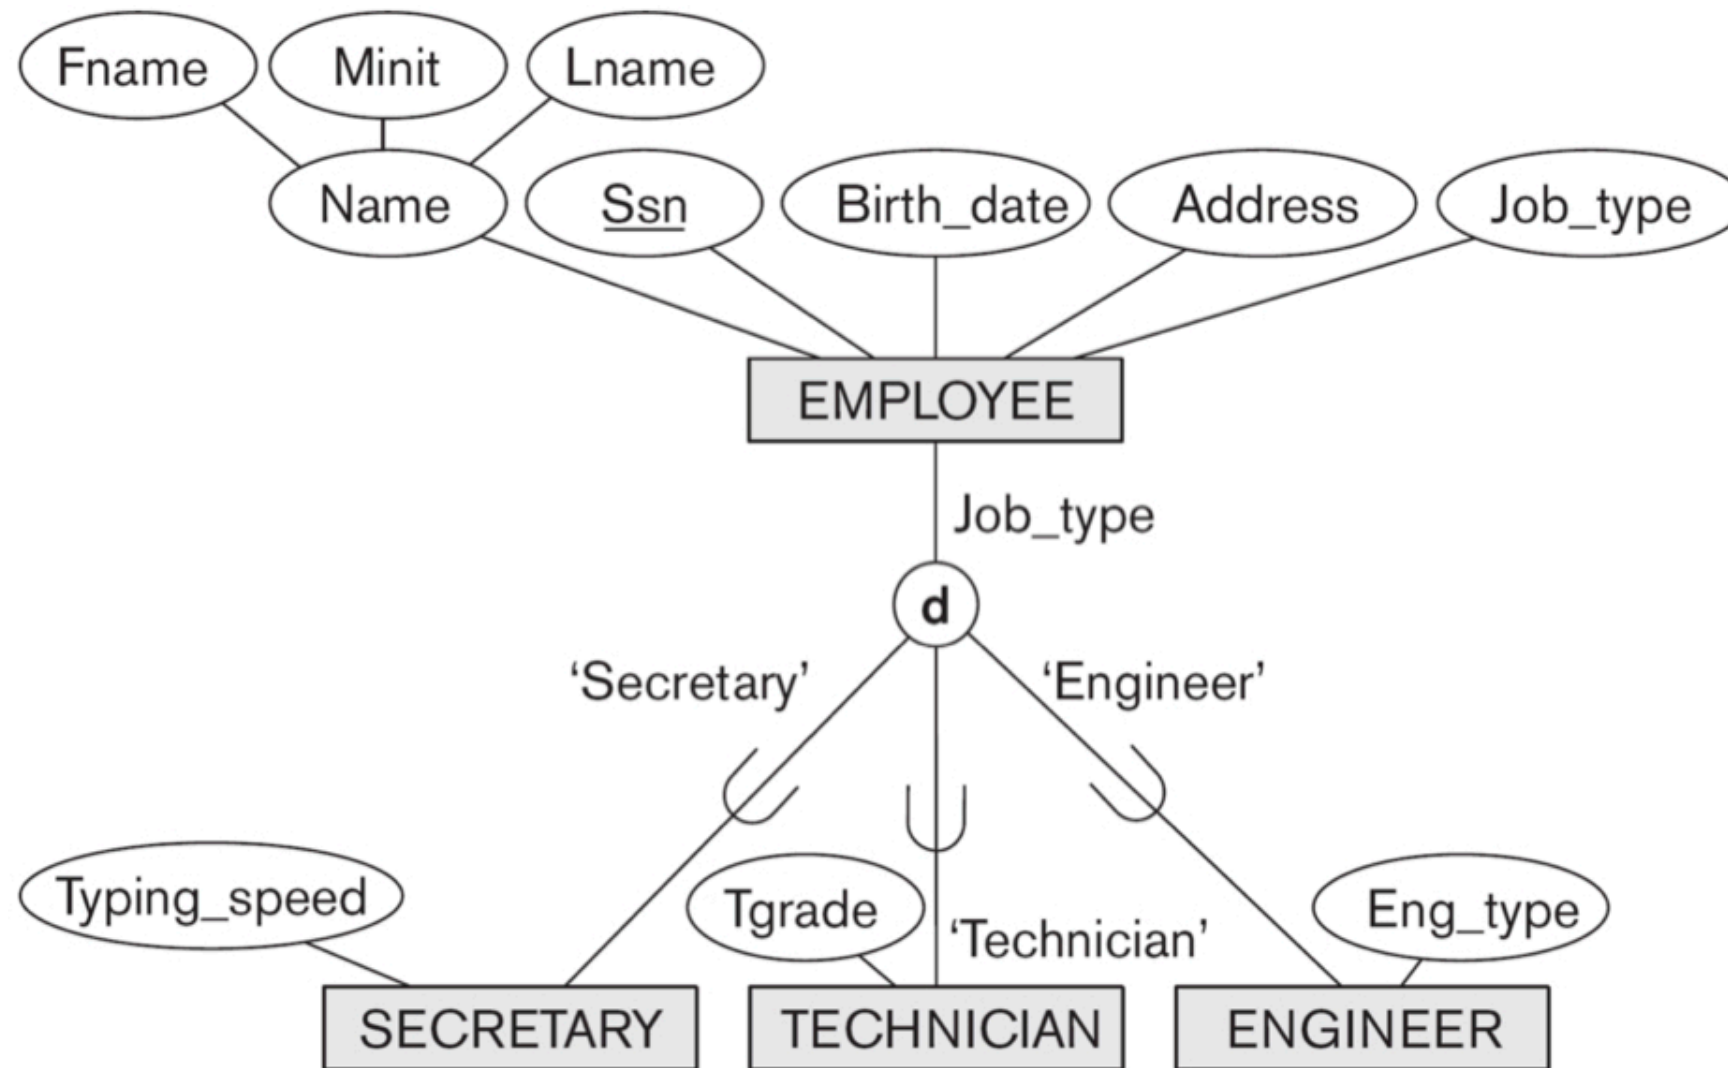 Fname Minit Lname
Name Ssn Birth_date Address Job_type
EMPLOYEE
Job_type
d
‘Secretary’ ‘Engineer’
Typing_speed Tgrade Eng_type
‘Technician’
SECRETARY TECHNICIAN ENGINEER